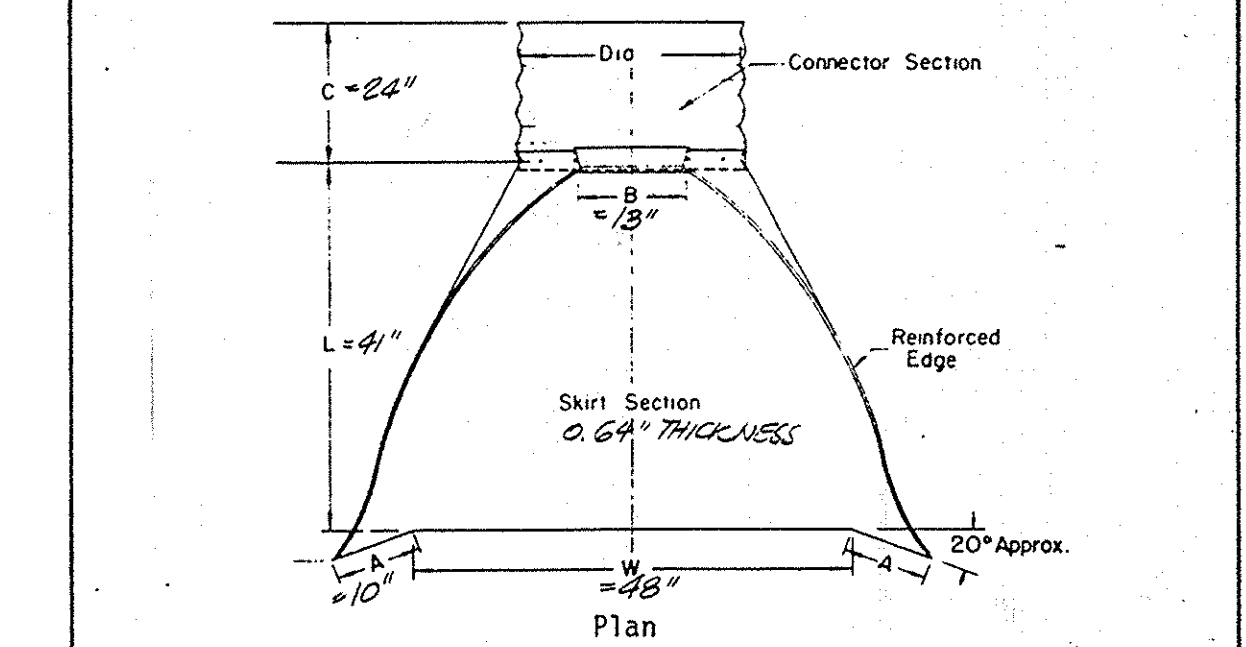 Dia
Connector Section
C = 24"
B
= 13"
L = 41"
Reinforced
Edge
Skirt Section
0.64" THICKNESS
20° Approx.
A
= 10"
W
= 48"
A
Plan